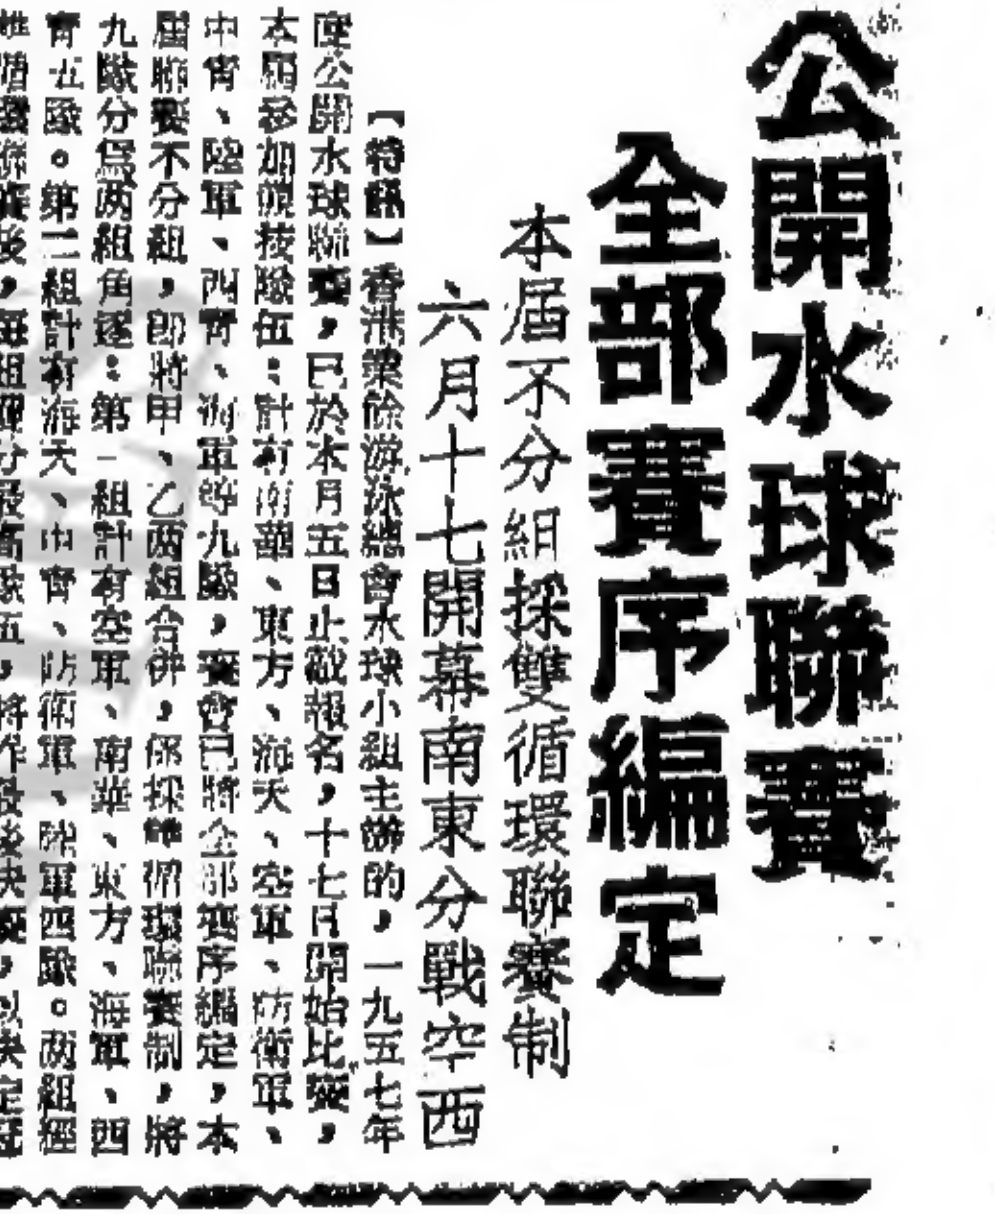 公開水球聯賽
全部賽序編定
本屆不分組採雙循環聯賽制
六月十七開幕南東分戰空西
【特訊】香港業餘游泳總會水球小組主辦的，一九五七年
度公開水球聯賽，已於本月五日止截報名，十七日開始比賽，
本屆參加競技隊伍：計有南華、東方、海天、空軍、防衛軍、
中青、陸軍、西青、海軍等九隊，賽會已將全部賽序編定，本
屆聯賽不分組，即將甲、乙兩組合併，係採雙循環聯賽制，將
九隊分爲兩組角逐：第一組計有空軍、南華、東方、海軍、西
青五隊。第二組計有海天、中青、防衛軍、陸軍四隊。兩組經
循環聯賽後，每組得分最高隊伍，將作最後決賽，以決定冠